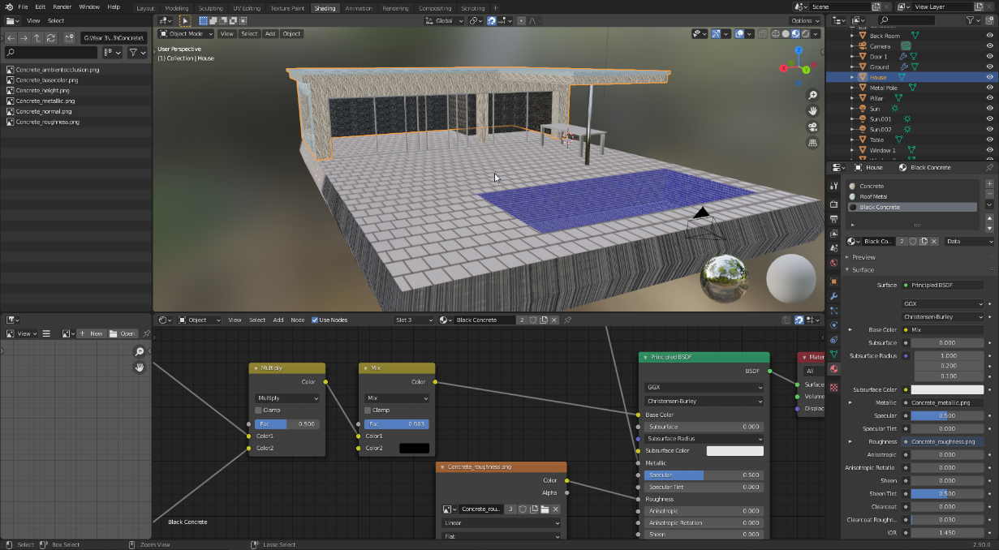 File Edit Render Window Help Layout Modeling Sculpting UV Editing Texture Paint Shading Animation Rendering Compositing Scripting Scene View Layer
View Select G:\Year 3\..3\Concrete\ Global Options
Object Mode View Select Add Object
User Perspective
(1) Collection | House
Concrete_ambientocclusion.png
Concrete_basecolor.png
Concrete_height.png
Concrete_metallic.png
Concrete_normal.png
Concrete_roughness.png
X
Y
Z
Back Room
Camera
Door 1
Ground
House
Metal Pole
Pillar
Sun
Sun.001
Sun.002
Table
Window 1
House Black Concrete
Concrete
Roof Metal
Black Concrete
Black Co... 2 Data
Preview
Surface
Surface Principled BSDF
GGX
Christensen-Burley
Base Color Mix
Subsurface 0.000
Subsurface Radius 1.000
0.200
0.100
Subsurface Color
Metallic Concrete_metallic.png
Specular 0.500
Specular Tint 0.000
Roughness Concrete_roughness.png
Anisotropic 0.000
Anisotropic Rotatio 0.000
Sheen 0.000
Sheen Tint 0.500
Clearcoat 0.000
Clearcoat Roughn... 0.030
IOR 1.450
View New Open
Object View Select Add Node Use Nodes Slot 3 Black Concrete 2
Multiply
Color
Multiply
Clamp
Fac 0.500
Color1
Color2
Mix
Color
Mix
Clamp
Fac 0.983
Color1
Color2
Concrete_roughness.png
Color
Alpha
Concrete_rou... 3
Linear
Flat
Principled BSDF
BSDF
GGX
Christensen-Burley
Base Color
Subsurface 0.000
Subsurface Radius
Subsurface Color
Metallic
Specular 0.500
Specular Tint 0.000
Roughness
Anisotropic 0.000
Anisotropic Rotation 0.000
Sheen 0.000
Mater
All
Surface
Volume
Displac
Black Concrete
Select Box Select Zoom View Lasso Select 2.90.0